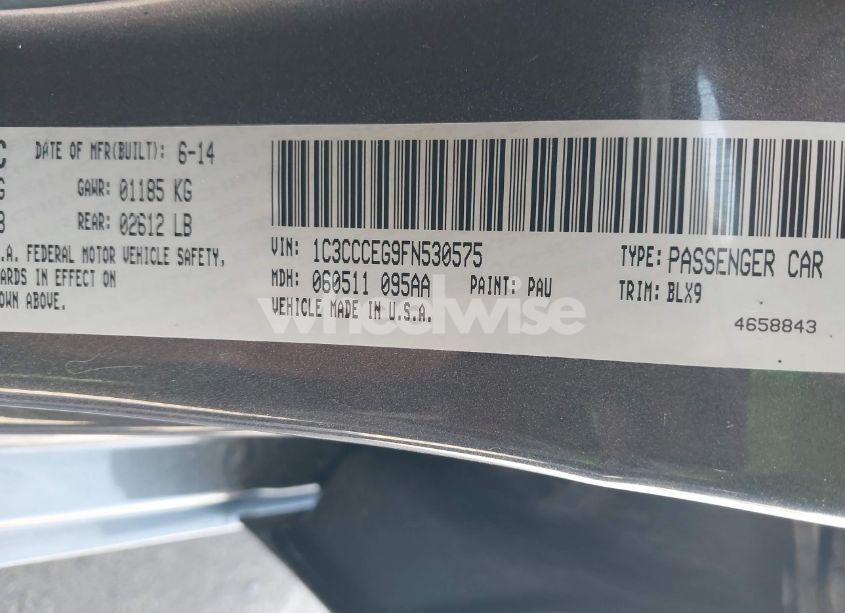 C DATE OF MFR(BUILT): 6-14
G GAWR: 01185 KG
B REAR: 02612 LB
.A. FEDERAL MOTOR VEHICLE SAFETY,
ARDS IN EFFECT ON
OWN ABOVE.
VIN: 1C3CCCEG9FN530575 TYPE: PASSENGER CAR
MDH: 060511 095AA PAINT: PAU TRIM: BLX9
VEHICLE MADE IN U.S.A.
4658843
wheelwise